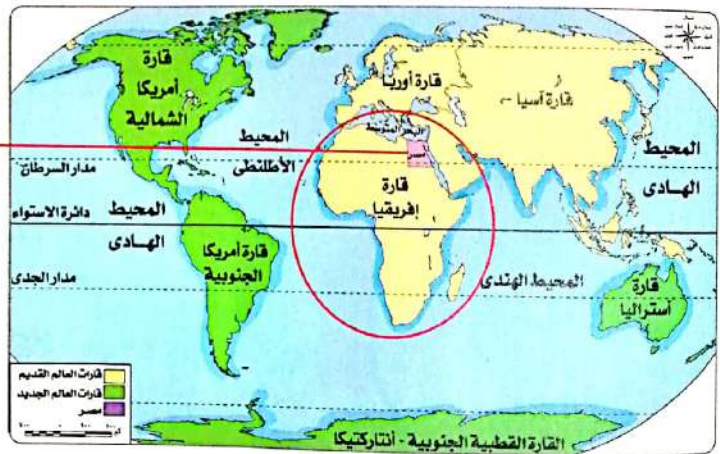 قارة
أمريكا
الشمالية
قارة أوربا
قارة آسيا
البحر المتوسط
مصر
المحيط
الأطلنطى
المحيط
الهادى
مدار السرطان
قارة
إفريقيا
دائرة الاستواء
المحيط
الهادى
قارة أمريكا
الجنوبية
مدار الجدى
المحيط الهندى
قارة
أستراليا
قارات العالم القديم
قارات العالم الجديد
مصر
القارة القطبية الجنوبية - أنتاركتيكا